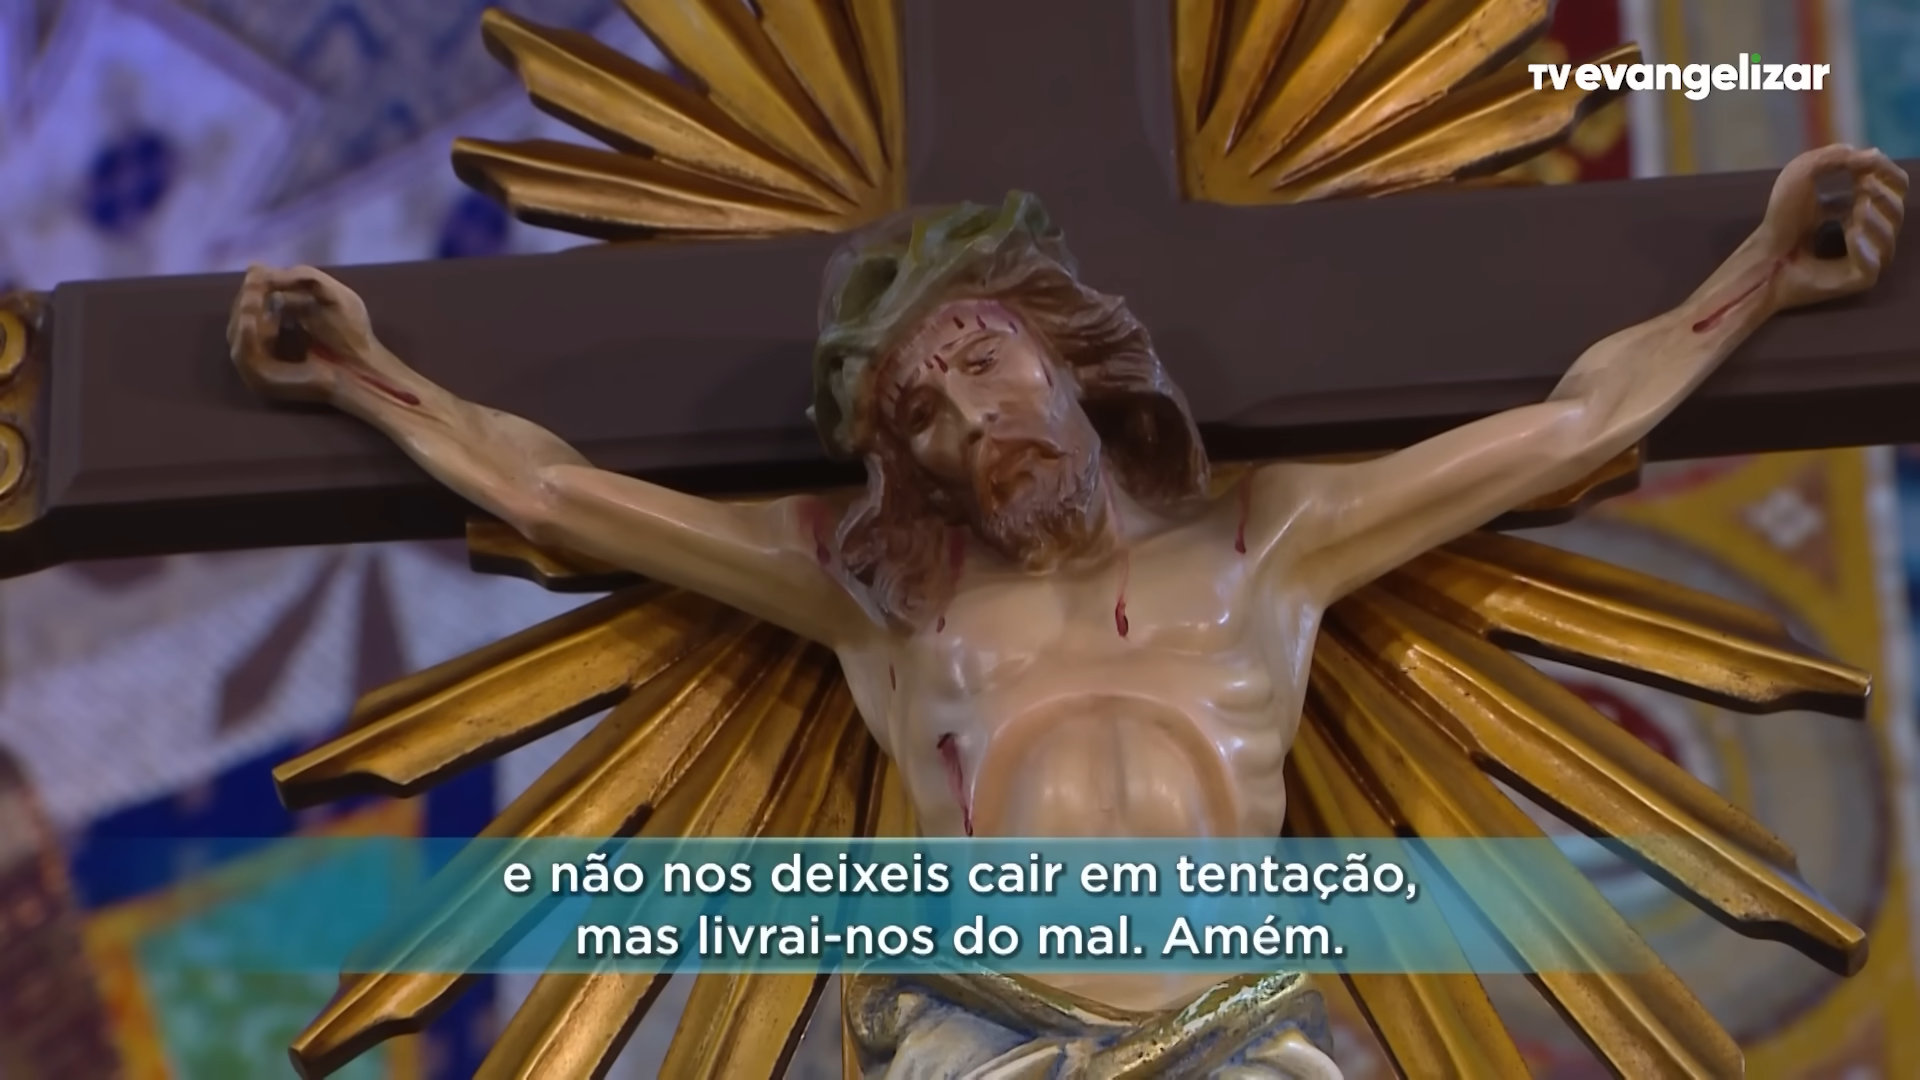 TVevangelizar
e não nos deixeis cair em tentação,
mas livrai-nos do mal. Amém.